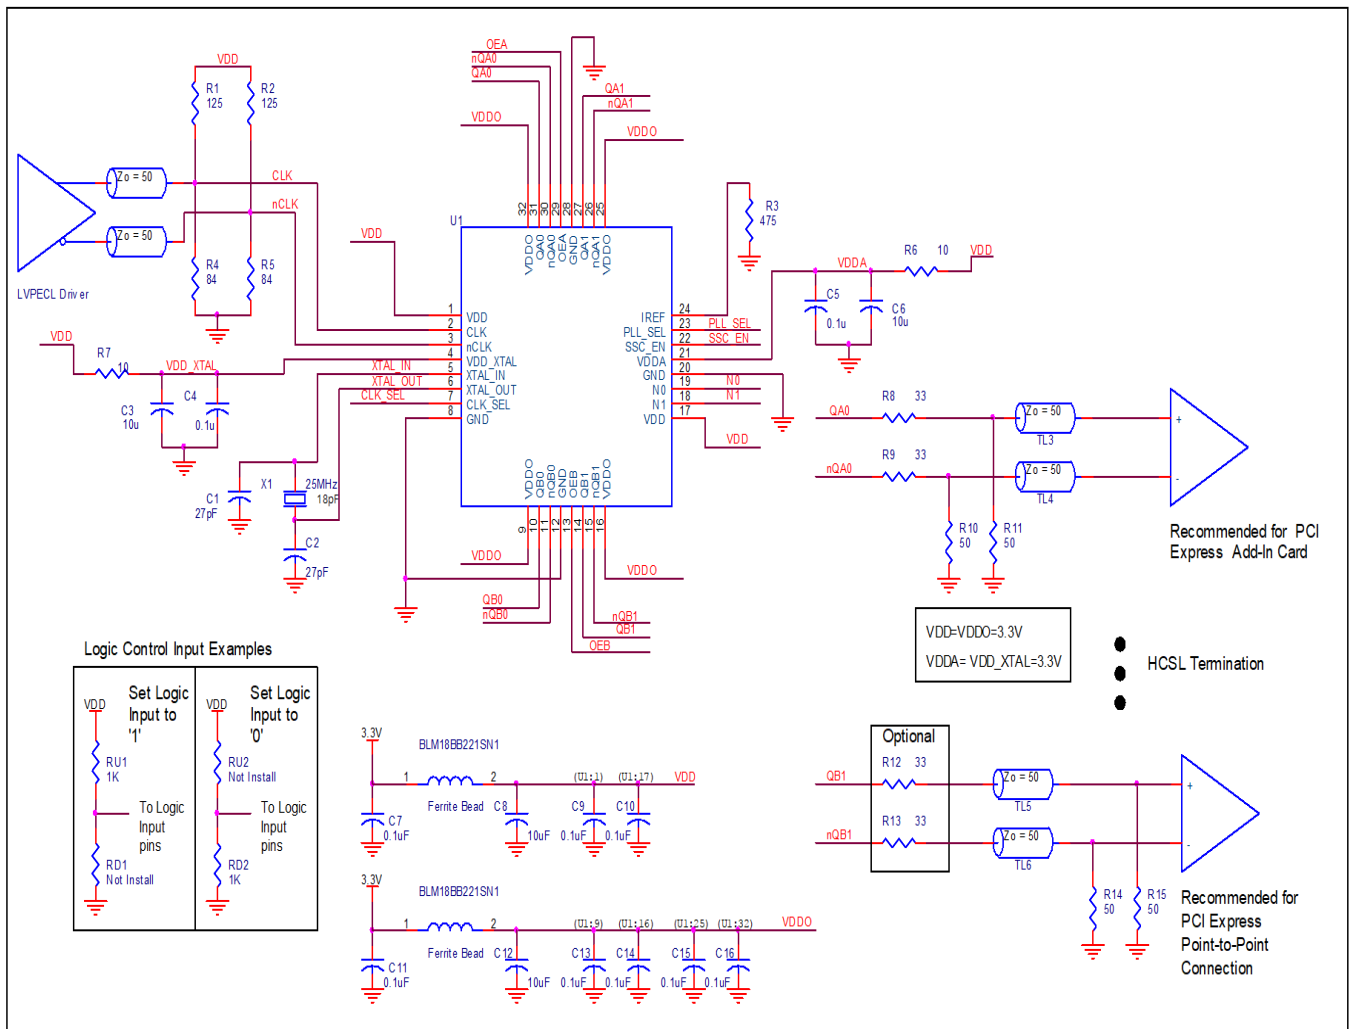 VDD
R1
125
R2
125
Zo = 50
CLK
nCLK
Zo = 50
R4
84
R5
84
LVPECL Driver
VDD
R7
10
VDD_XTAL
C3
10u
C4
0.1u
XTAL_IN
XTAL_OUT
CLK_SEL
C1
27pF
X1
25MHz
18pF
C2
27pF
OEA
nQA0
QA0
VDDO
QA1
nQA1
VDDO
VDD
U1
32
31
30
29
28
27
26
25
VDDO
QA0
nQA0
OEA
GND
QA1
nQA1
VDDO
1
2
3
4
5
6
7
8
VDD
CLK
nCLK
VDD_XTAL
XTAL_IN
XTAL_OUT
CLK_SEL
GND
IREF
PLL_SEL
SSC_EN
VDDA
GND
N0
N1
VDD
24
23
22
21
20
19
18
17
PLL_SEL
SSC_EN
N0
N1
VDD
VDDO
QB0
nQB0
GND
OEB
QB1
nQB1
VDDO
9
10
11
12
13
14
15
16
VDDO
VDDO
QB0
nQB0
nQB1
QB1
OEB
R3
475
VDDA
R6
10
VDD
C5
0.1u
C6
10u
QA0
R8
33
Zo = 50
TL3
+
nQA0
R9
33
Zo = 50
TL4
-
R10
50
R11
50
Recommended for PCI
Express Add-In Card
VDD=VDDO=3.3V
VDDA= VDD_XTAL=3.3V
HCSL Termination
Logic Control Input Examples
VDD
Set Logic
Input to
'1'
RU1
1K
To Logic
Input
pins
RD1
Not Install
VDD
Set Logic
Input to
'0'
RU2
Not Install
To Logic
Input
pins
RD2
1K
3.3V
BLM18BB221SN1
1
2
Ferrite Bead
(U1:1)
(U1:17)
VDD
C7
0.1uF
C8
10uF
C9
0.1uF
C10
0.1uF
3.3V
BLM18BB221SN1
1
2
Ferrite Bead
(U1:9)
(U1:16)
(U1:25)
(U1:32)
VDDO
C11
0.1uF
C12
10uF
C13
0.1uF
C14
0.1uF
C15
0.1uF
C16
0.1uF
Optional
QB1
R12
33
Zo = 50
TL5
+
nQB1
R13
33
Zo = 50
TL6
-
R14
50
R15
50
Recommended for
PCI Express
Point-to-Point
Connection